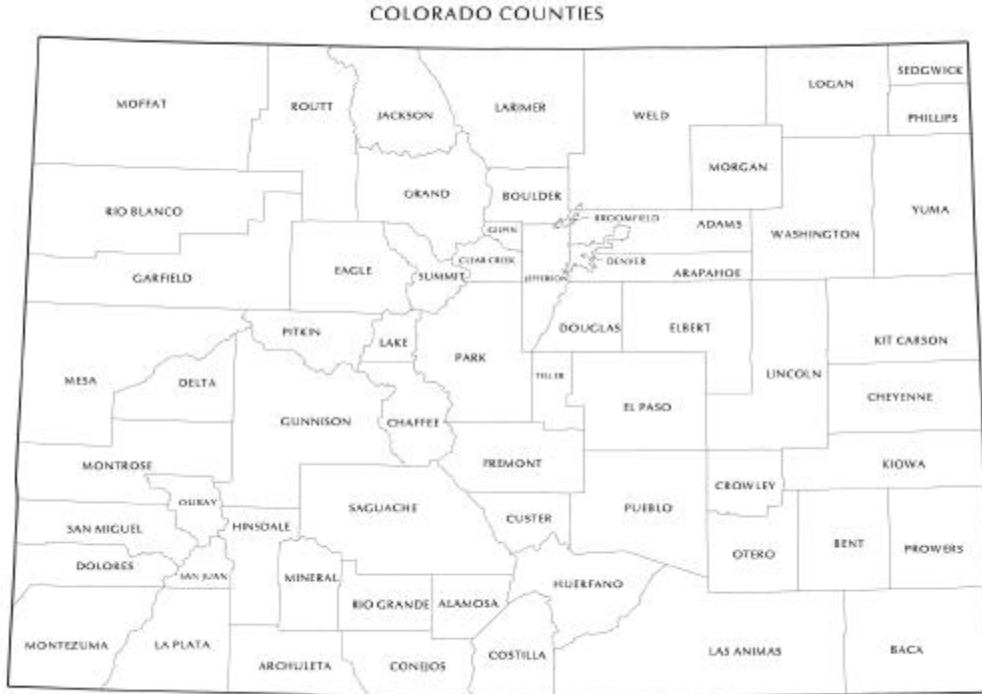 COLORADO COUNTIES
MOFFAT
ROUTT
JACKSON
LARIMER
WELD
LOGAN
SEDGWICK
PHILLIPS
MORGAN
GRAND
BOULDER
RIO BLANCO
BROOMFIELD
ADAMS
WASHINGTON
YUMA
GILPIN
CLEAR CREEK
DENVER
GARFIELD
EAGLE
SUMMIT
JEFFERSON
ARAPAHOE
PITKIN
LAKE
DOUGLAS
ELBERT
KIT CARSON
PARK
MESA
DELTA
TELLER
LINCOLN
CHEYENNE
GUNNISON
CHAFFEE
EL PASO
MONTROSE
FREMONT
KIOWA
CROWLEY
OURAY
SAGUACHE
PUEBLO
SAN MIGUEL
HINSDALE
CUSTER
BENT
PROWERS
OTERO
DOLORES
SAN JUAN
MINERAL
HUERFANO
RIO GRANDE
ALAMOSA
MONTEZUMA
LA PLATA
ARCHULETA
CONEJOS
COSTILLA
LAS ANIMAS
BACA